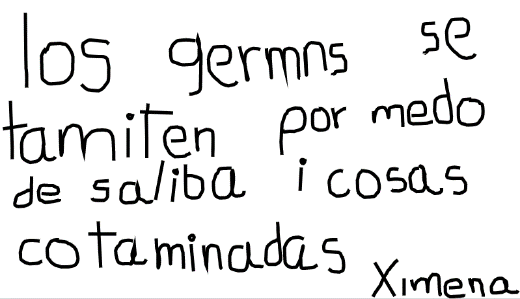 los germns se
tamiten por medo
de saliba i cosas
cotaminadas
Ximena